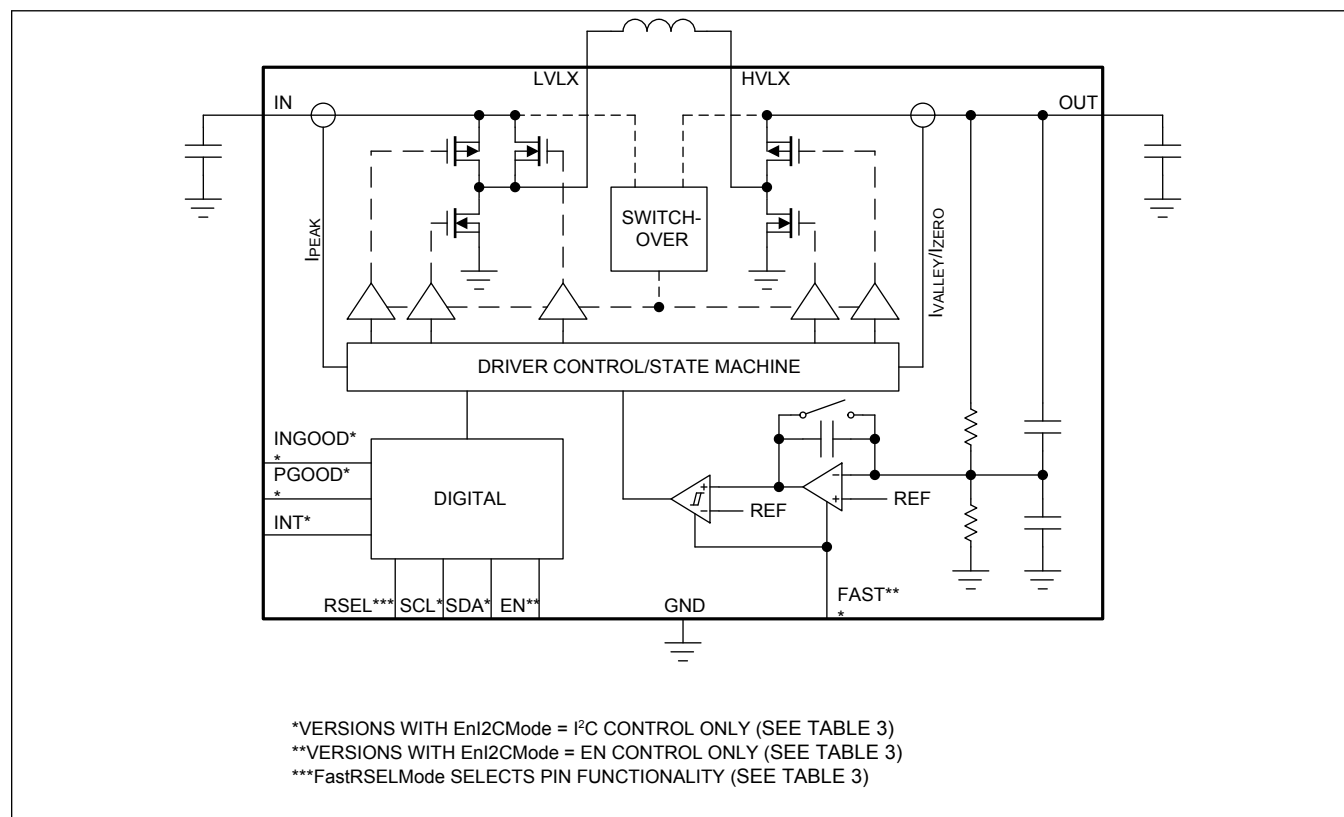 LVLX
HVLX
IN
OUT
IPEAK
SWITCH-
OVER
IVALLEY/IZERO
DRIVER CONTROL/STATE MACHINE
INGOOD*
*
PGOOD*
*
INT*
DIGITAL
+
-
REF
-
+
REF
RSEL***
SCL*
SDA*
EN**
GND
FAST**
*
*VERSIONS WITH EnI2CMode = I²C CONTROL ONLY (SEE TABLE 3)
**VERSIONS WITH EnI2CMode = EN CONTROL ONLY (SEE TABLE 3)
***FastRSELMode SELECTS PIN FUNCTIONALITY (SEE TABLE 3)